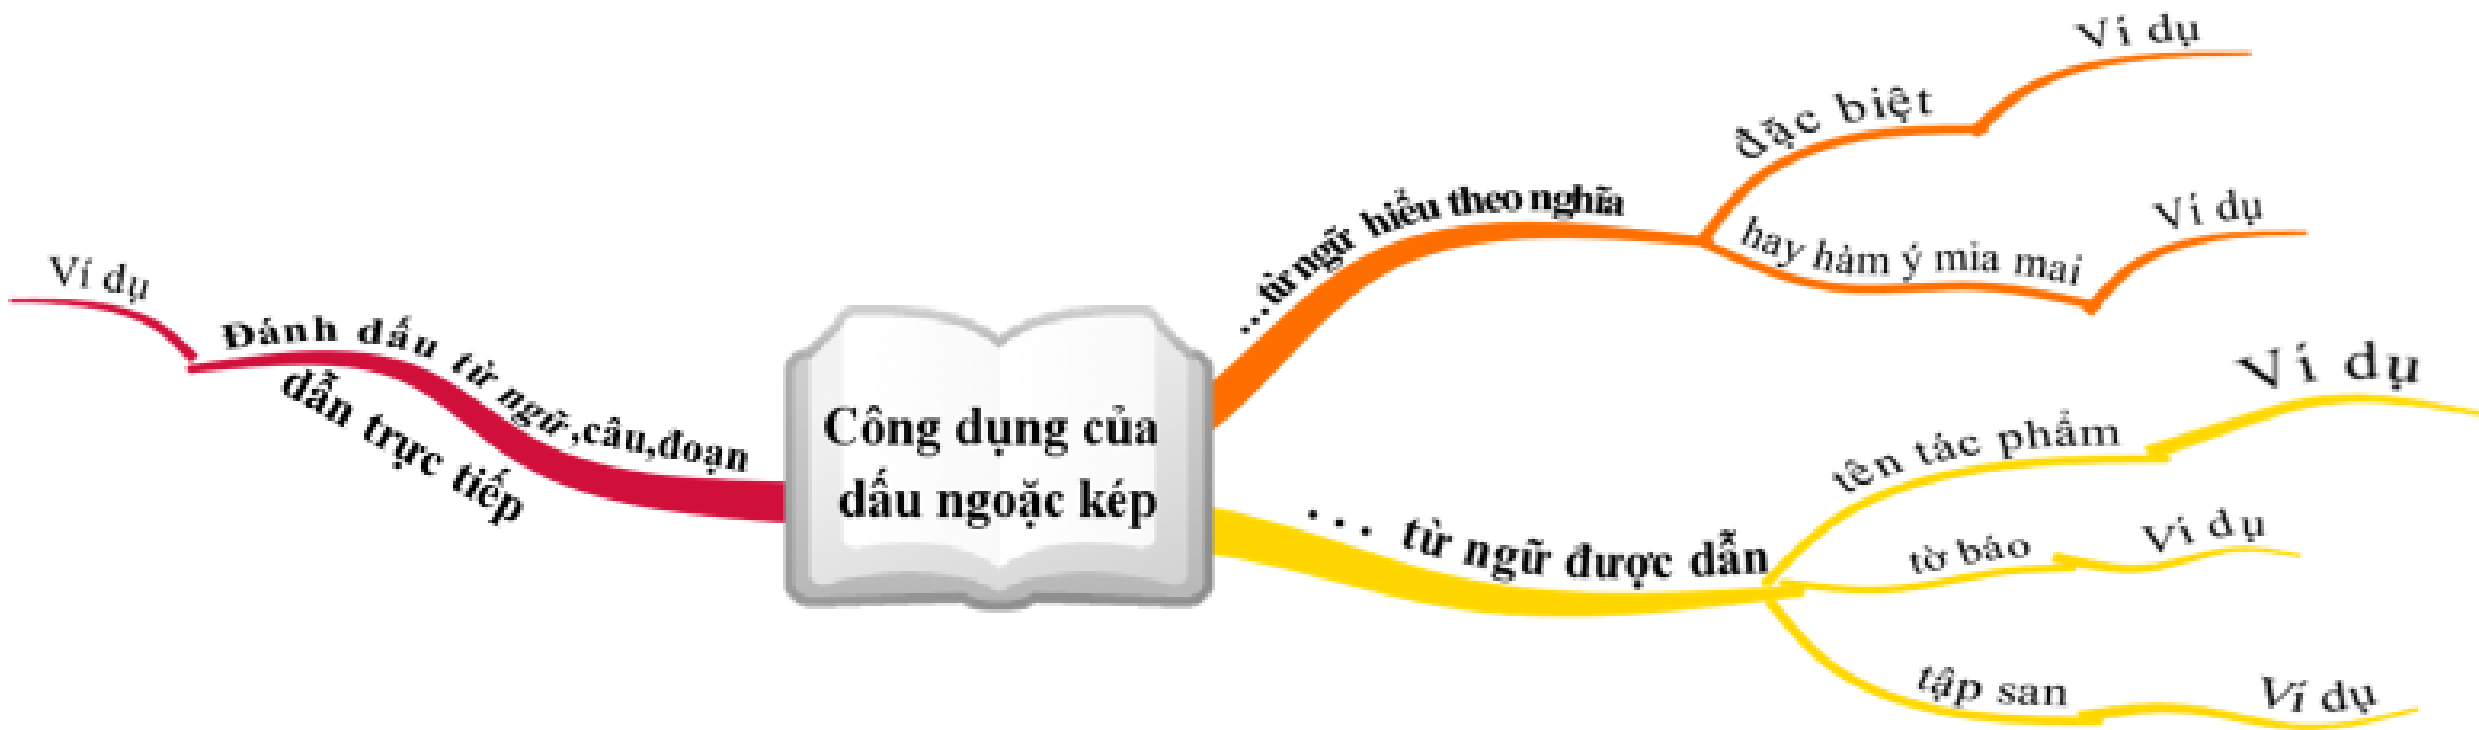 Công dụng của
dấu ngoặc kép
Ví dụ
Đánh dấu từ ngữ,câu,đoạn
dẫn trực tiếp
...từ ngữ hiểu theo nghĩa
đặc biệt
Ví dụ
hay hàm ý mỉa mai
Ví dụ
... từ ngữ được dẫn
tên tác phẩm
Ví dụ
tờ báo
Ví dụ
tập san
Ví dụ